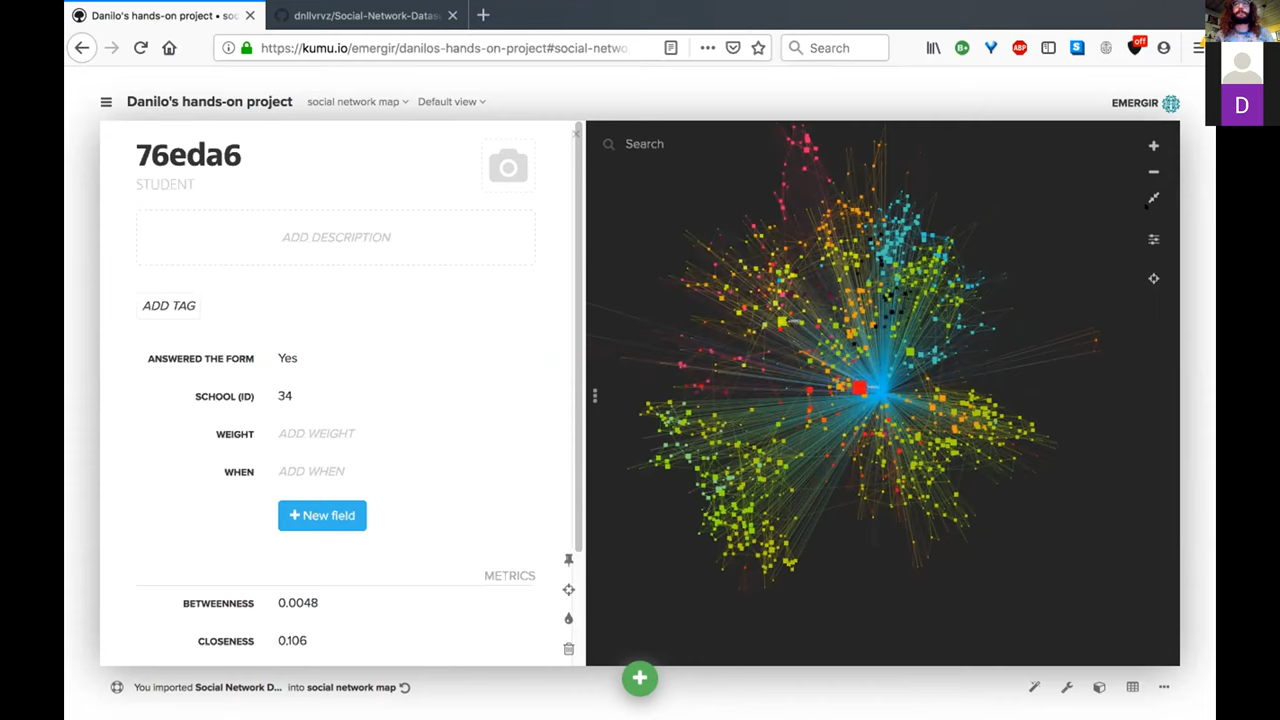 Danilo's hands-on project • so
dnllvrvz/Social-Network-Datas
https://kumu.io/emergir/danilos-hands-on-project#social-netwo
Search
B+
ABP
S
off
D
Danilo's hands-on project
social network map
Default view
EMERGIR
76eda6
STUDENT
ADD DESCRIPTION
ADD TAG
ANSWERED THE FORM Yes
SCHOOL (ID) 34
WEIGHT ADD WEIGHT
WHEN ADD WHEN
+ New field
METRICS
BETWEENNESS 0.0048
CLOSENESS 0.106
Search
You imported Social Network D... into social network map